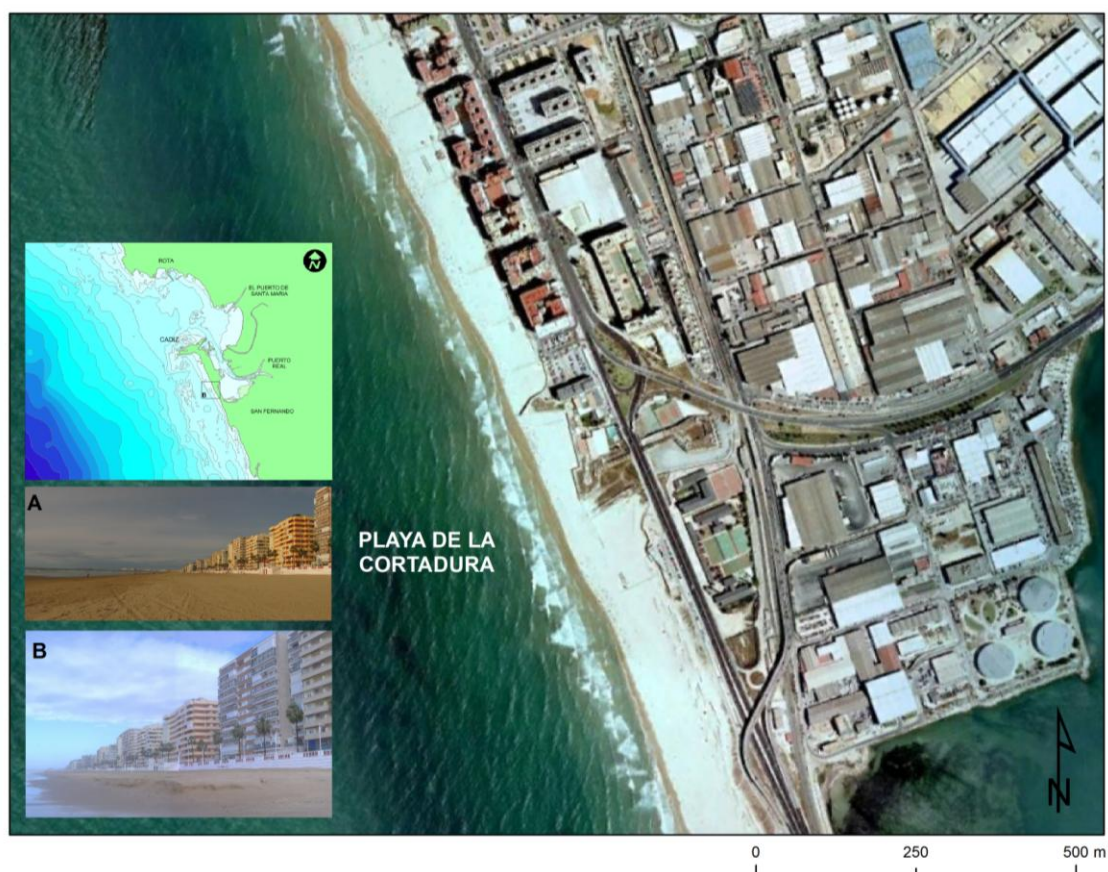 N
ROTA
EL PUERTO DE
SANTA MARIA
CADIZ
PUERTO
REAL
B
SAN FERNANDO
A
B
PLAYA DE LA
CORTADURA
N
0 250 500 m